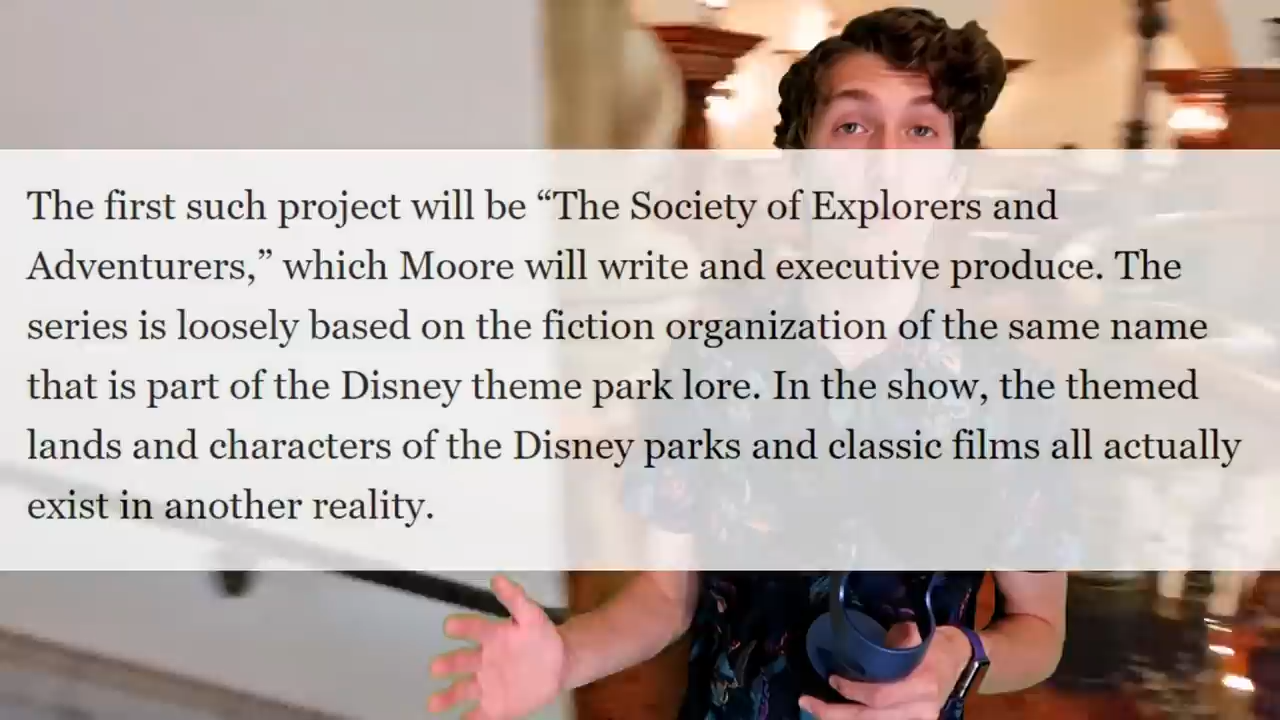 The first such project will be “The Society of Explorers and
Adventurers,” which Moore will write and executive produce. The
series is loosely based on the fiction organization of the same name
that is part of the Disney theme park lore. In the show, the themed
lands and characters of the Disney parks and classic films all actually
exist in another reality.